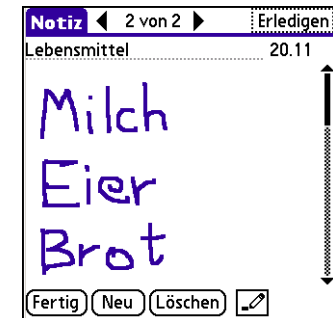 Notiz 2 von 2 Erledigen
Lebensmittel 20.11
Milch
Eier
Brot
Fertig Neu Löschen